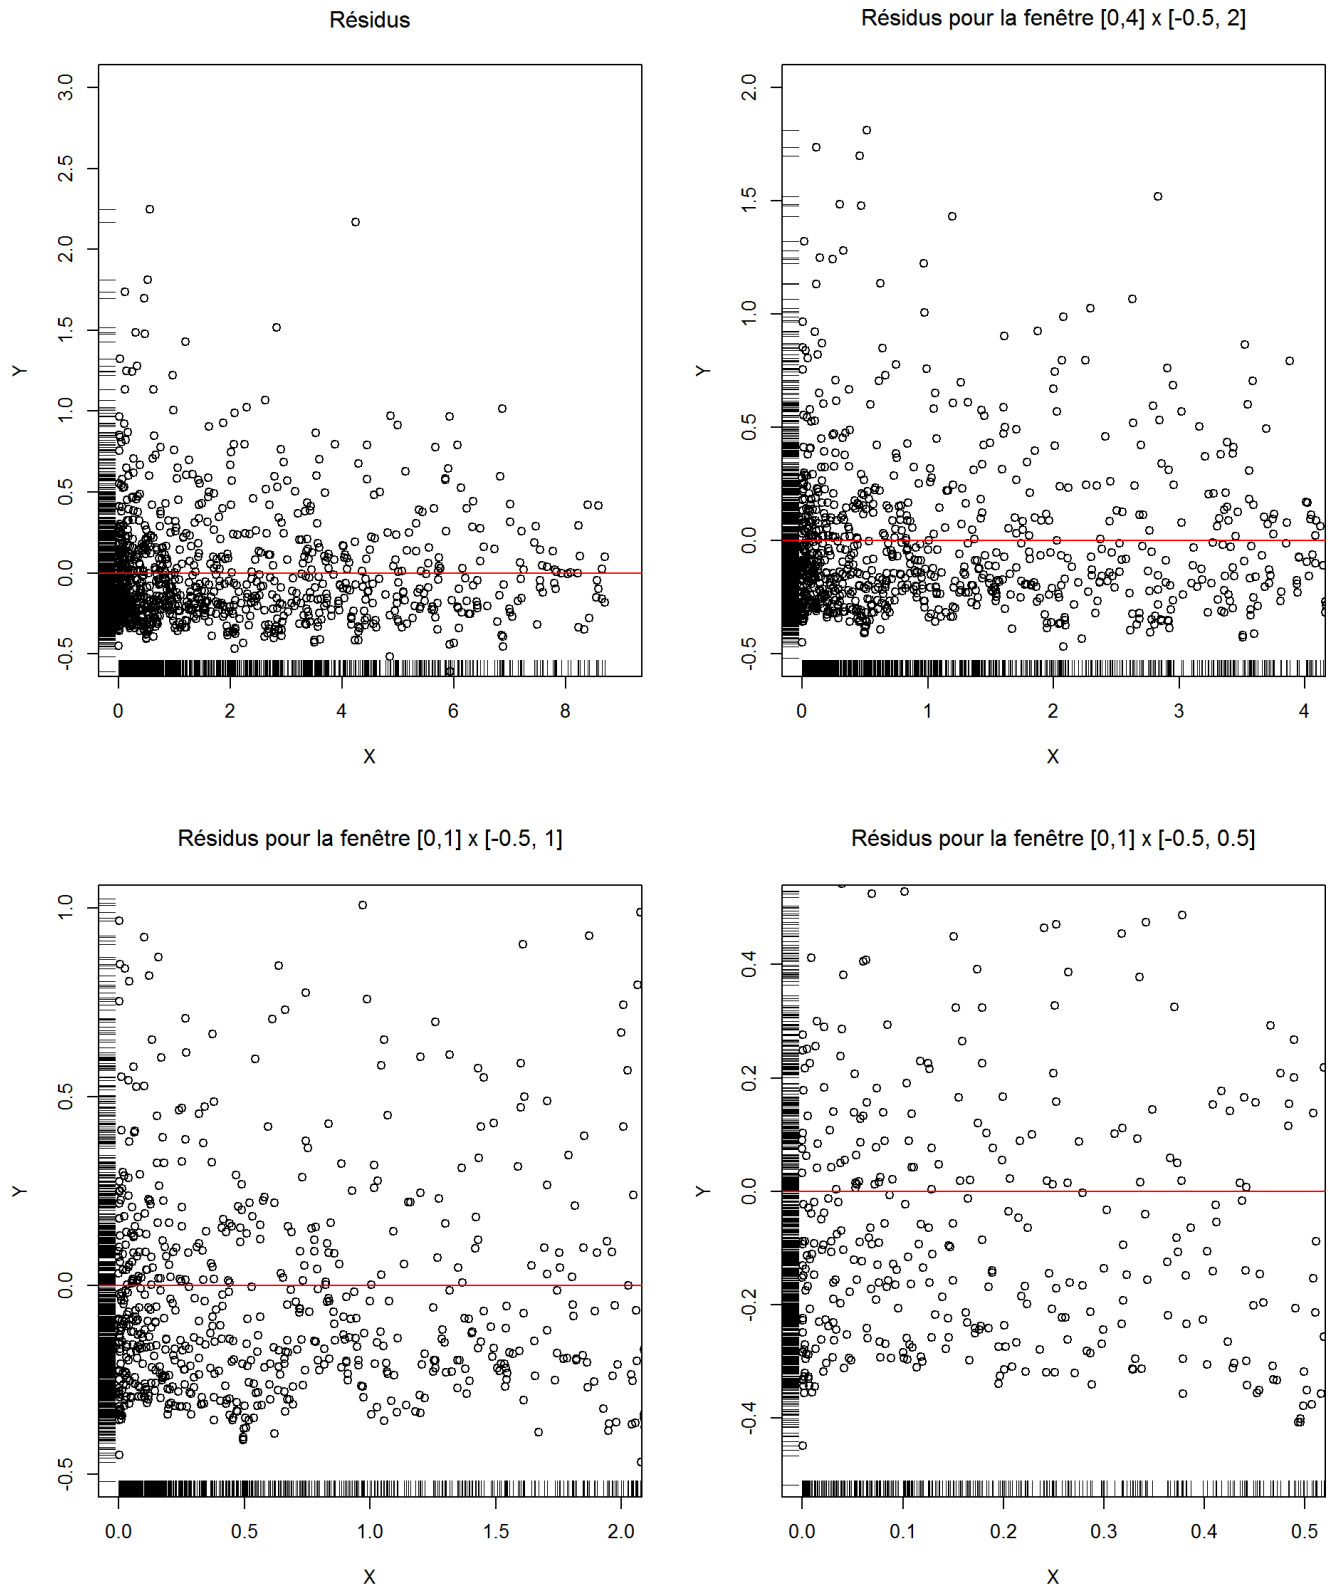 Résidus
3.0
2.5
2.0
1.5
1.0
0.5
0.0
-0.5
Y
0 2 4 6 8
X
Résidus pour la fenêtre [0,4] x [-0.5, 2]
2.0
1.5
1.0
0.5
0.0
-0.5
Y
0 1 2 3 4
X
Résidus pour la fenêtre [0,1] x [-0.5, 1]
1.0
0.5
0.0
-0.5
Y
0.0 0.5 1.0 1.5 2.0
X
Résidus pour la fenêtre [0,1] x [-0.5, 0.5]
0.4
0.2
0.0
-0.2
-0.4
Y
0.0 0.1 0.2 0.3 0.4 0.5
X